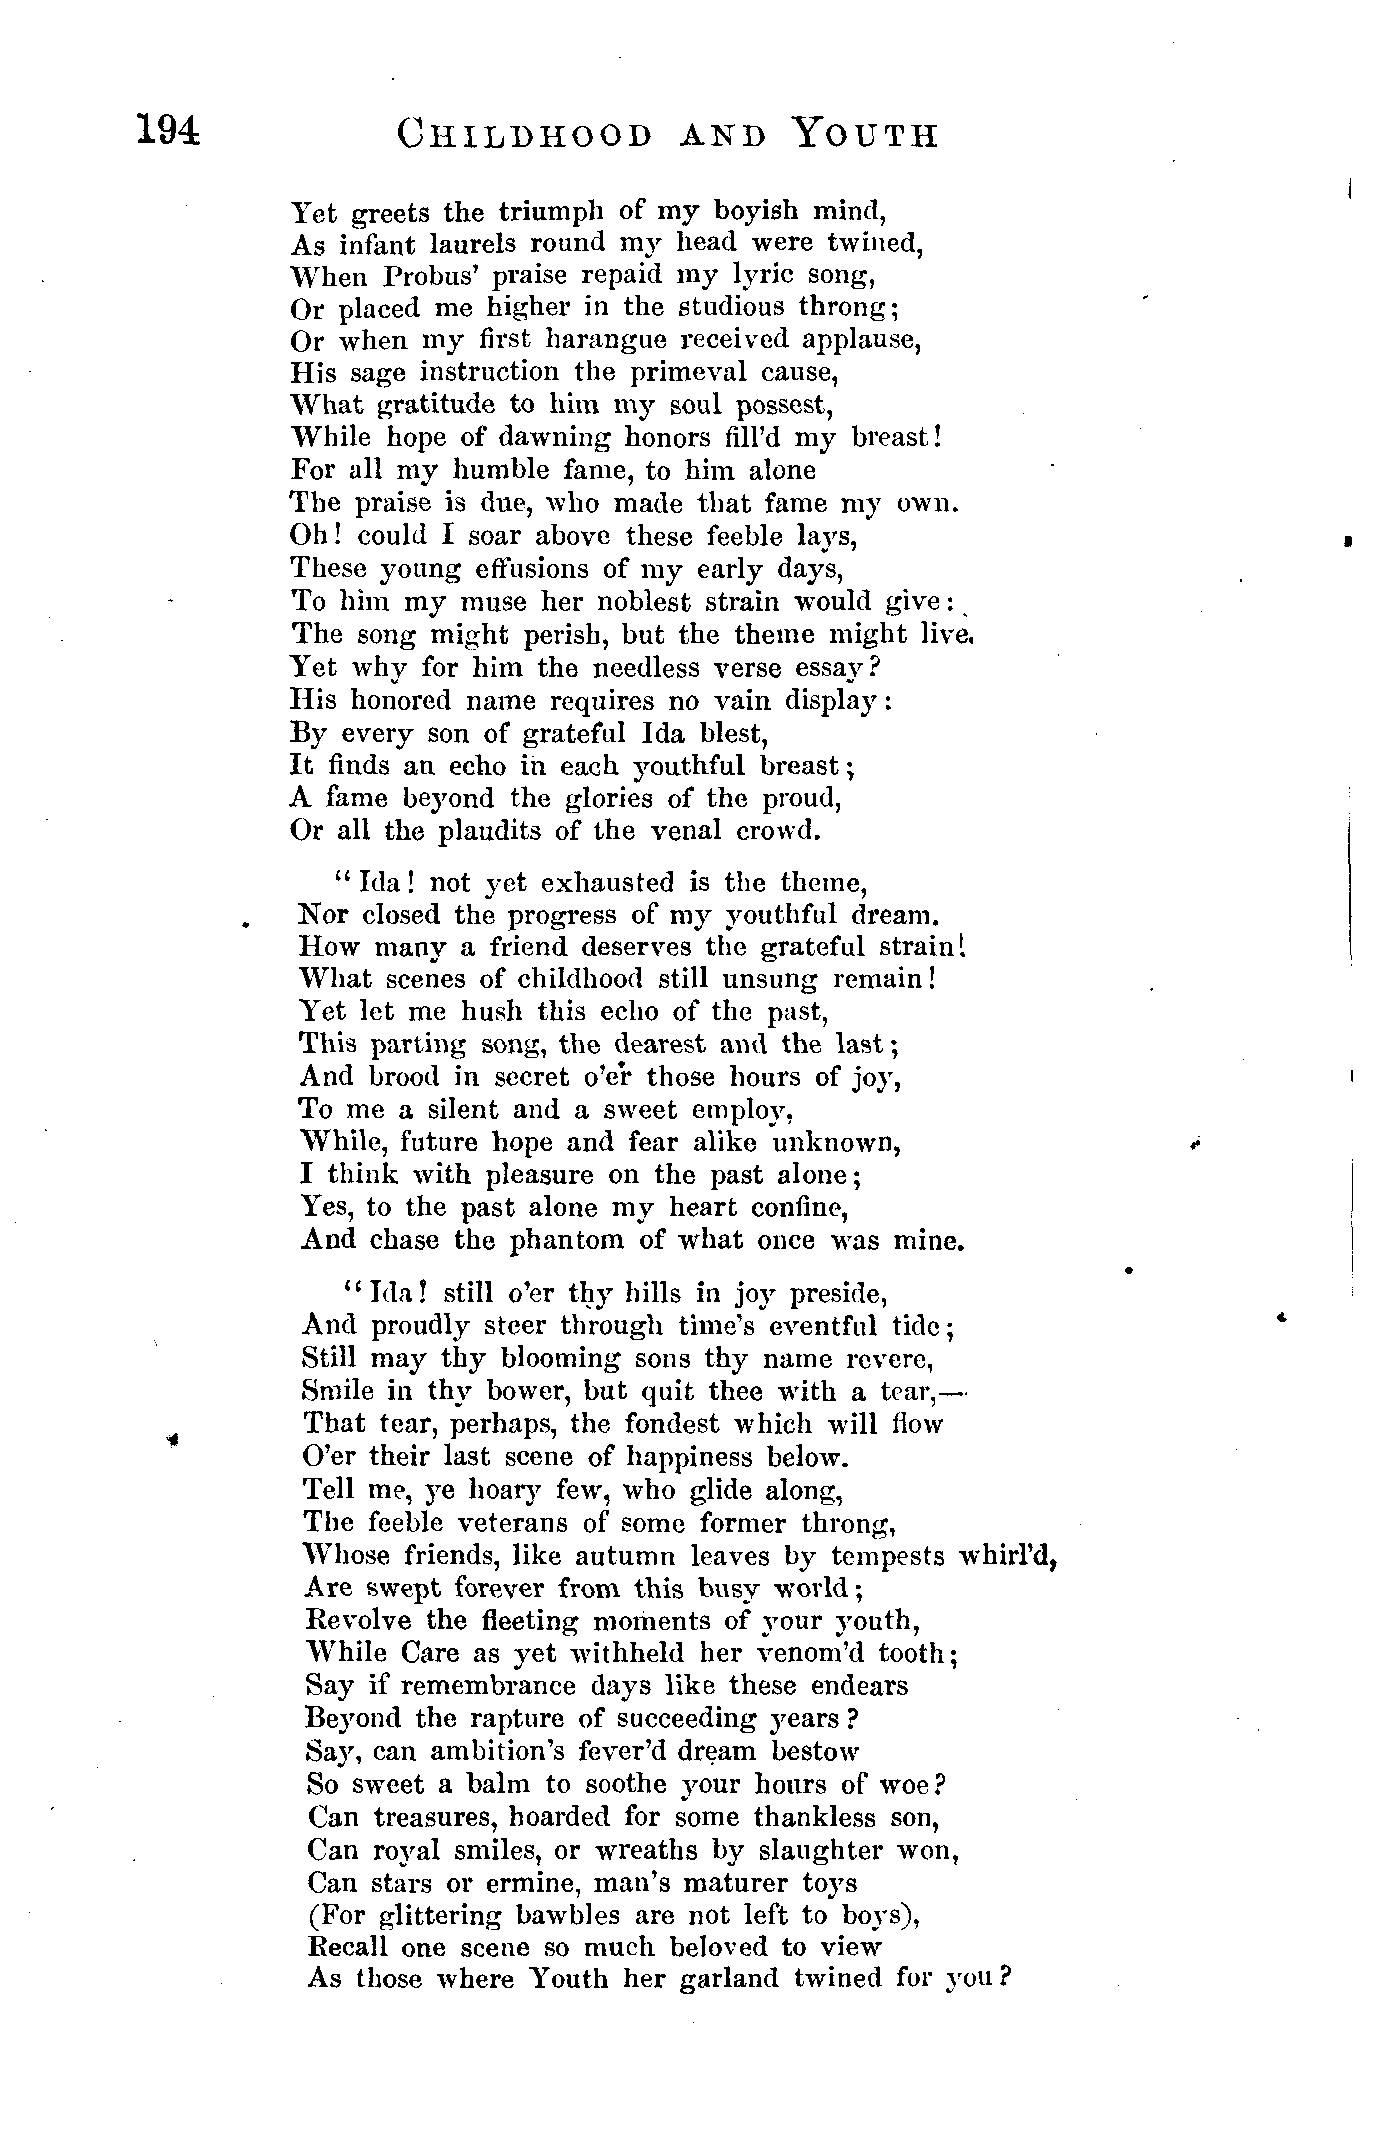 194 CHILDHOOD AND YOUTH
Yet greets the triumph of my boyish mind,
As infant laurels round my head were twined,
When Probus' praise repaid my lyric song,
Or placed me higher in the studious throng;
Or when my first harangue received applause,
His sage instruction the primeval cause,
What gratitude to him my soul possest,
While hope of dawning honors fill'd my breast!
For all my humble fame, to him alone
The praise is due, who made that fame my own.
Oh! could I soar above these feeble lays,
These young effusions of my early days,
To him my muse her noblest strain would give:
The song might perish, but the theme might live.
Yet why for him the needless verse essay?
His honored name requires no vain display:
By every son of grateful Ida blest,
It finds an echo in each youthful breast;
A fame beyond the glories of the proud,
Or all the plaudits of the venal crowd.
"Ida! not yet exhausted is the theme,
Nor closed the progress of my youthful dream.
How many a friend deserves the grateful strain!
What scenes of childhood still unsung remain!
Yet let me hush this echo of the past,
This parting song, the dearest and the last;
And brood in secret o'er those hours of joy,
To me a silent and a sweet employ,
While, future hope and fear alike unknown,
I think with pleasure on the past alone;
Yes, to the past alone my heart confine,
And chase the phantom of what once was mine.
"Ida! still o'er thy hills in joy preside,
And proudly steer through time's eventful tide;
Still may thy blooming sons thy name revere,
Smile in thy bower, but quit thee with a tear,—
That tear, perhaps, the fondest which will flow
O'er their last scene of happiness below.
Tell me, ye hoary few, who glide along,
The feeble veterans of some former throng,
Whose friends, like autumn leaves by tempests whirl'd,
Are swept forever from this busy world;
Revolve the fleeting moments of your youth,
While Care as yet withheld her venom'd tooth;
Say if remembrance days like these endears
Beyond the rapture of succeeding years?
Say, can ambition's fever'd dream bestow
So sweet a balm to soothe your hours of woe?
Can treasures, hoarded for some thankless son,
Can royal smiles, or wreaths by slaughter won,
Can stars or ermine, man's maturer toys
(For glittering bawbles are not left to boys),
Recall one scene so much beloved to view
As those where Youth her garland twined for you?